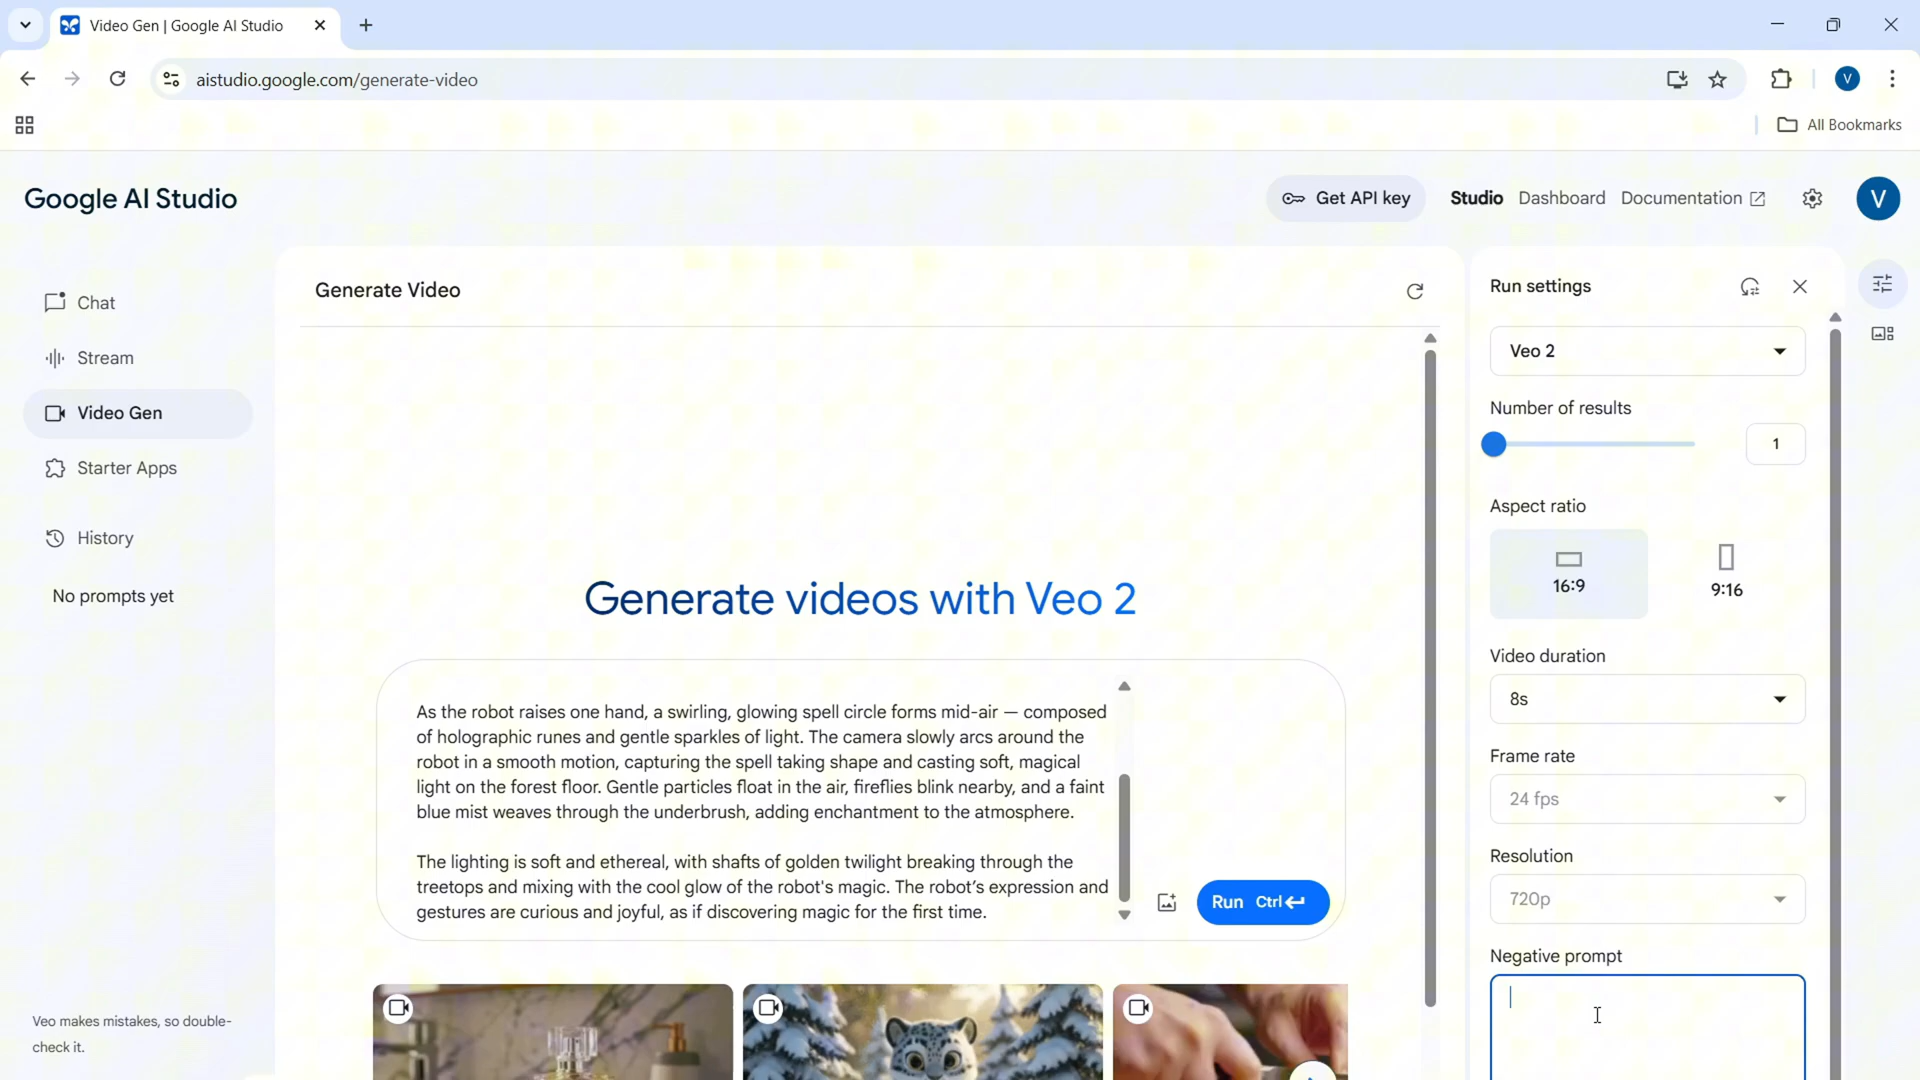 Video Gen | Google AI Studio
aistudio.google.com/generate-video
V
All Bookmarks
Google AI Studio
Get API key
Studio
Dashboard
Documentation
V
Chat
Stream
Video Gen
Starter Apps
History
No prompts yet
Veo makes mistakes, so double-
check it.
Generate Video
Generate videos with Veo 2
As the robot raises one hand, a swirling, glowing spell circle forms mid-air — composed
of holographic runes and gentle sparkles of light. The camera slowly arcs around the
robot in a smooth motion, capturing the spell taking shape and casting soft, magical
light on the forest floor. Gentle particles float in the air, fireflies blink nearby, and a faint
blue mist weaves through the underbrush, adding enchantment to the atmosphere.
The lighting is soft and ethereal, with shafts of golden twilight breaking through the
treetops and mixing with the cool glow of the robot's magic. The robot’s expression and
gestures are curious and joyful, as if discovering magic for the first time.
Run Ctrl
Run settings
Veo 2
Number of results
1
Aspect ratio
16:9
9:16
Video duration
8s
Frame rate
24 fps
Resolution
720p
Negative prompt